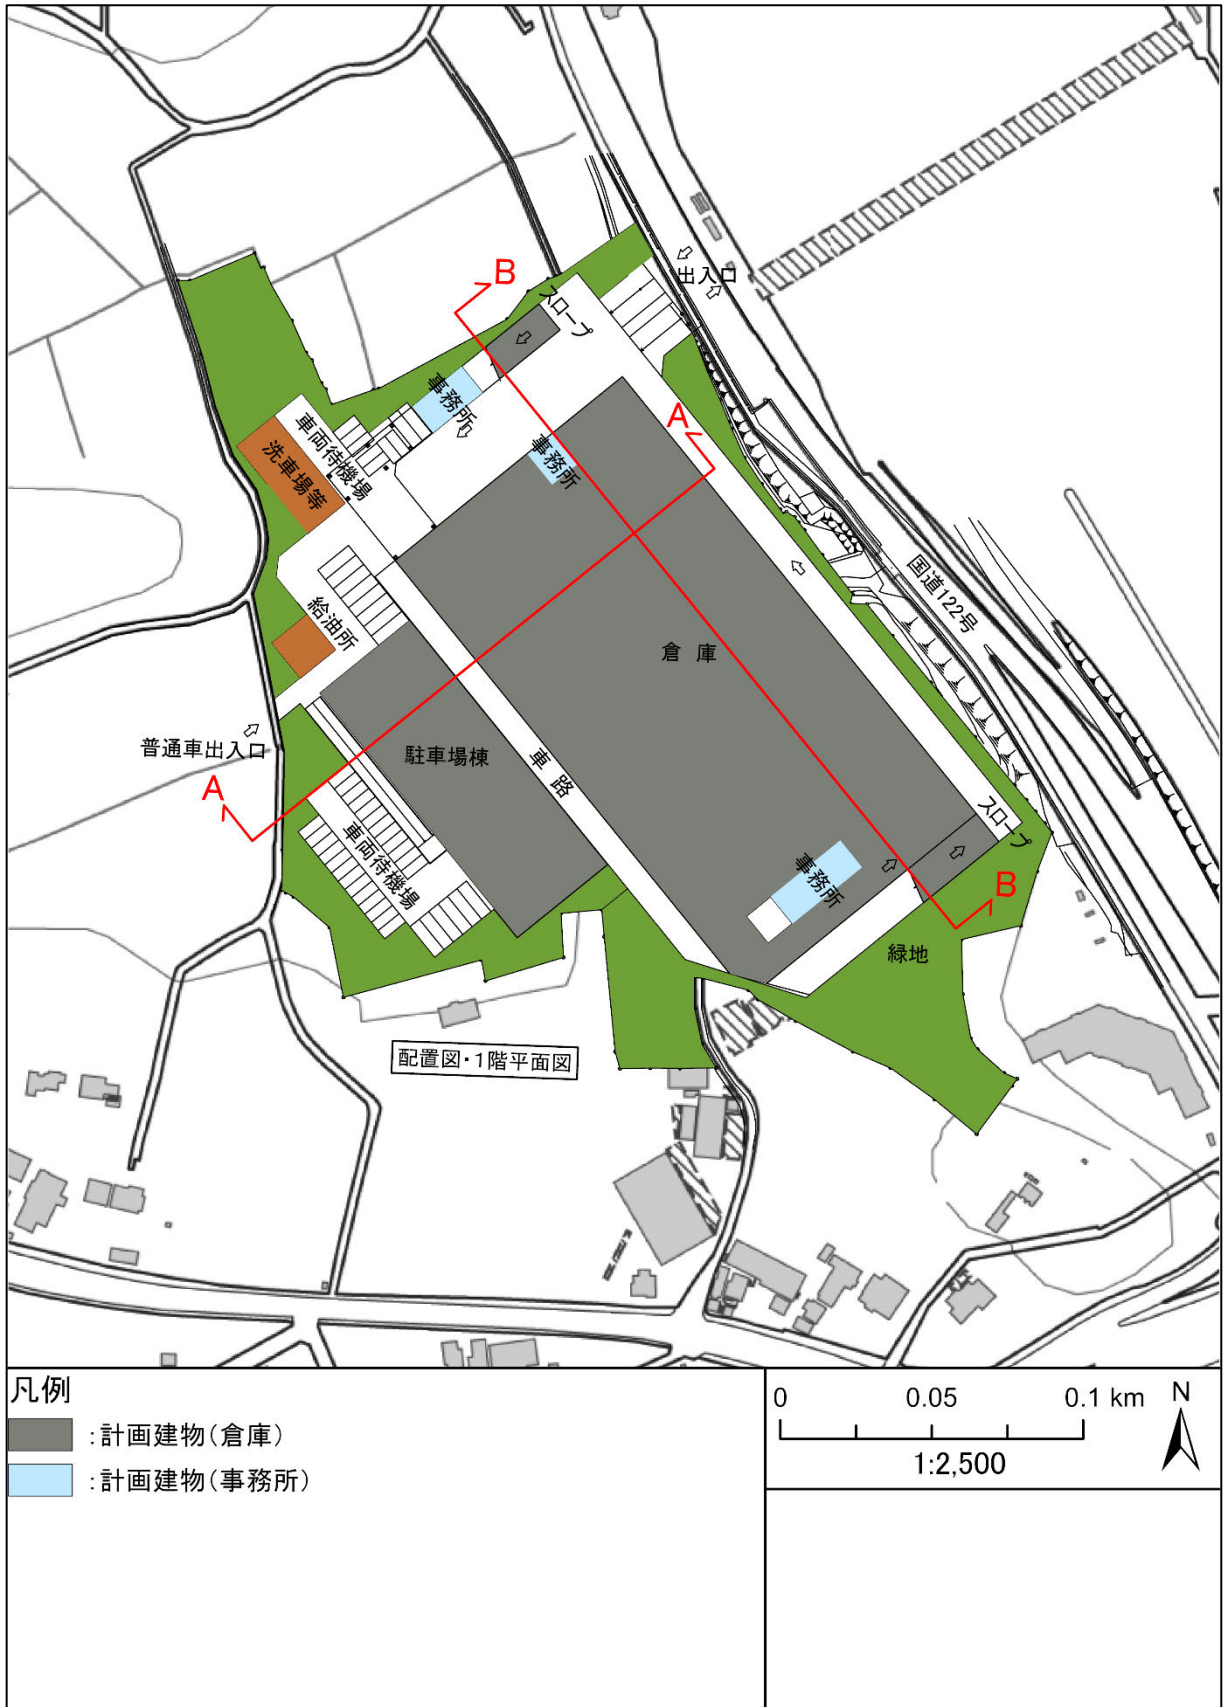 B
スロープ
出入口
事務所
A
事務所
車両待機場
洗車場等
国道122号
給油所
倉 庫
普通車出入口
駐車場棟
車 路
A
スロープ
車両待機場
事務所
B
緑地
配置図・1階平面図
凡例
:計画建物(倉庫)
:計画建物(事務所)
0 0.05 0.1 km
N
1:2,500